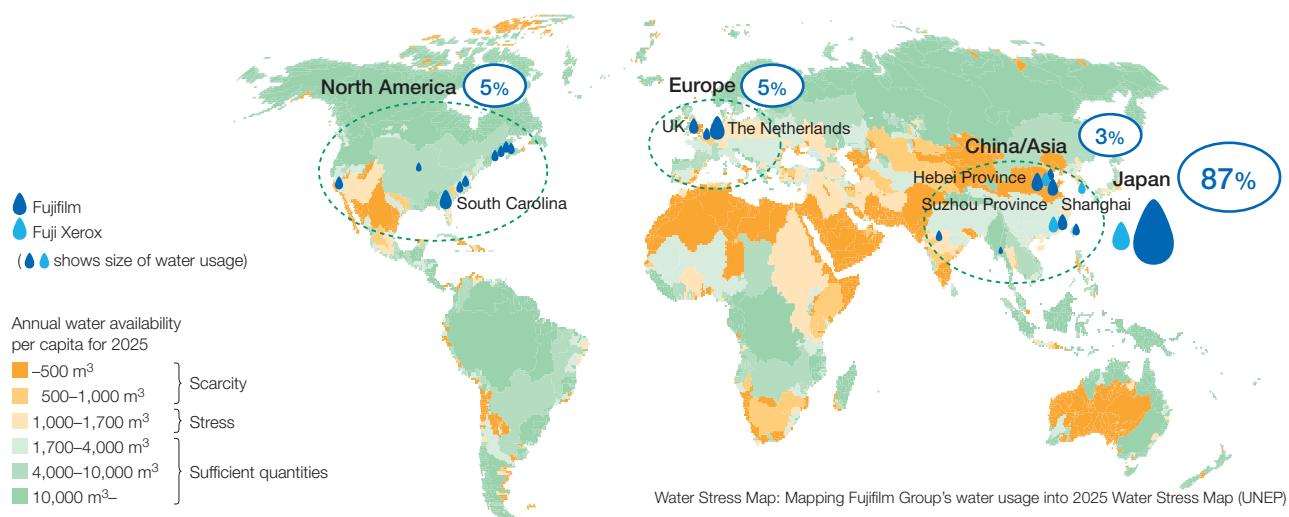 North America 5%
Europe 5%
UK
The Netherlands
China/Asia
3%
Hebei Province
Japan
87%
Suzhou Province
Shanghai
South Carolina
Fujifilm
Fuji Xerox
( shows size of water usage)
Annual water availability
per capita for 2025
–500 m³
500–1,000 m³
Scarcity
1,000–1,700 m³
Stress
1,700–4,000 m³
4,000–10,000 m³
Sufficient quantities
10,000 m³–
Water Stress Map: Mapping Fujifilm Group's water usage into 2025 Water Stress Map (UNEP)